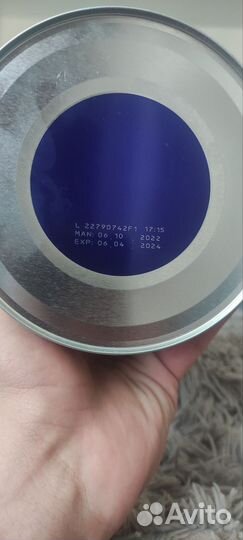 L 22790742F1 17:15
MAN: 06 10 . 2022
EXP: 06 04 . 2024
Avito